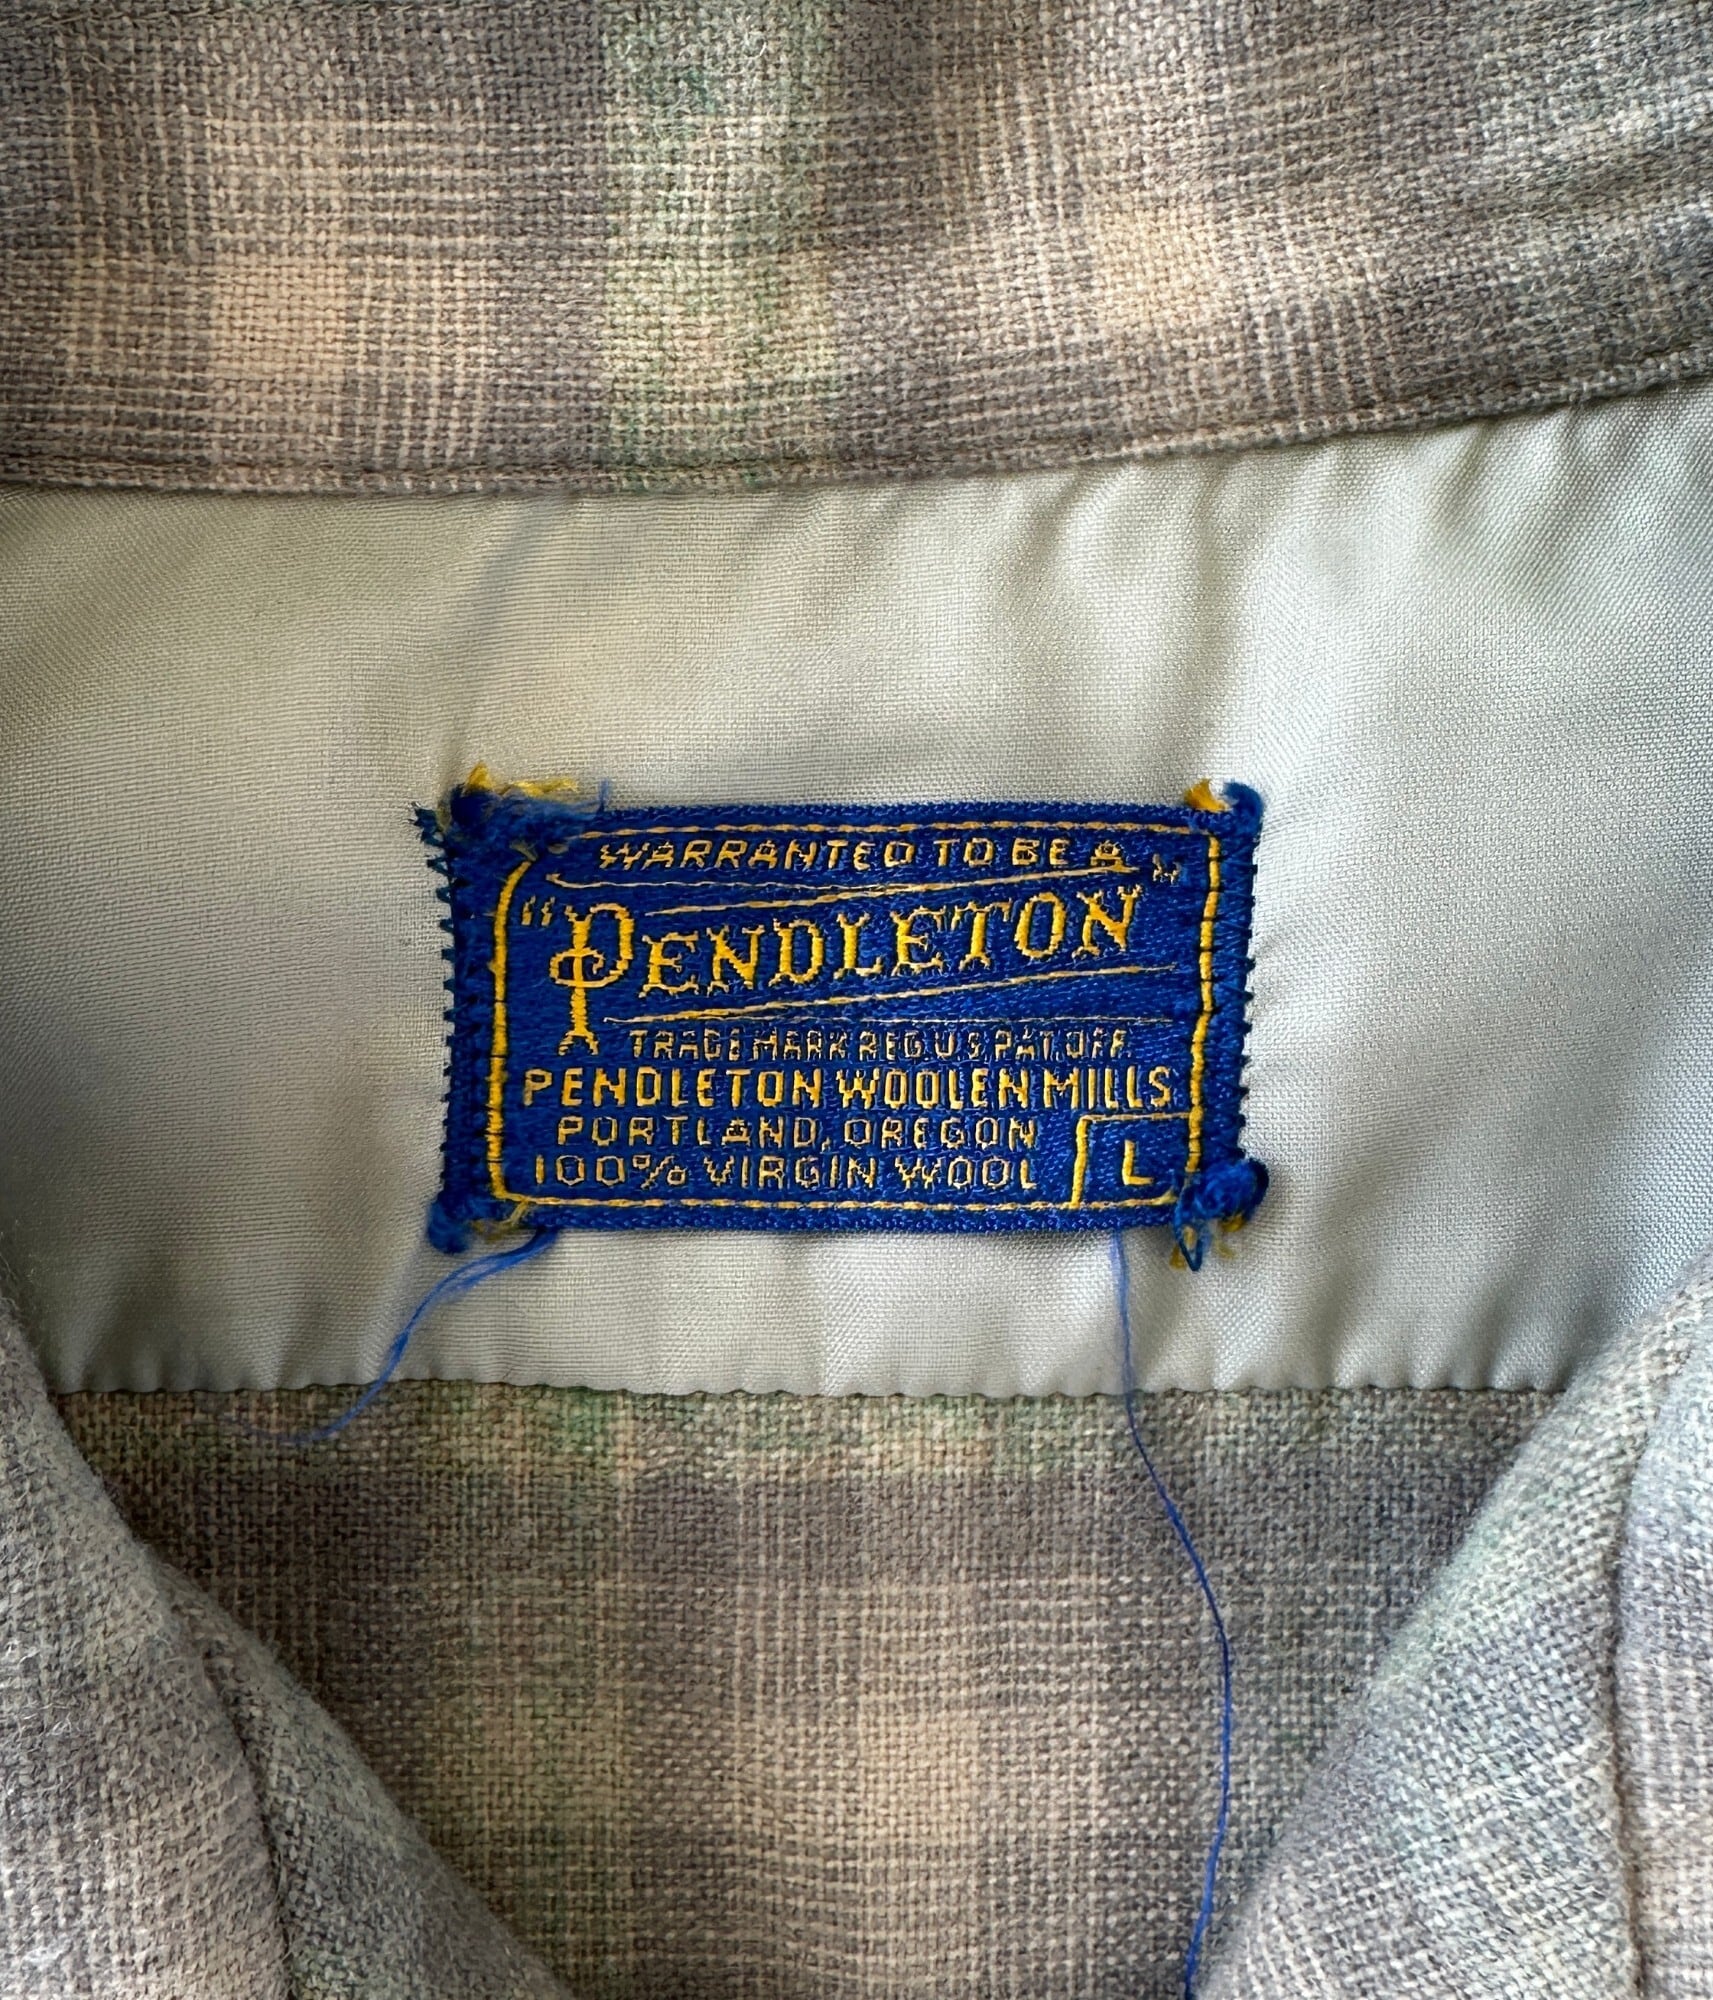 WARRANTED TO BE A
"PENDLETON"
TRADE MARK REG. U.S. PAT. OFF.
PENDLETON WOOLEN MILLS
PORTLAND, OREGON
100% VIRGIN WOOL
L